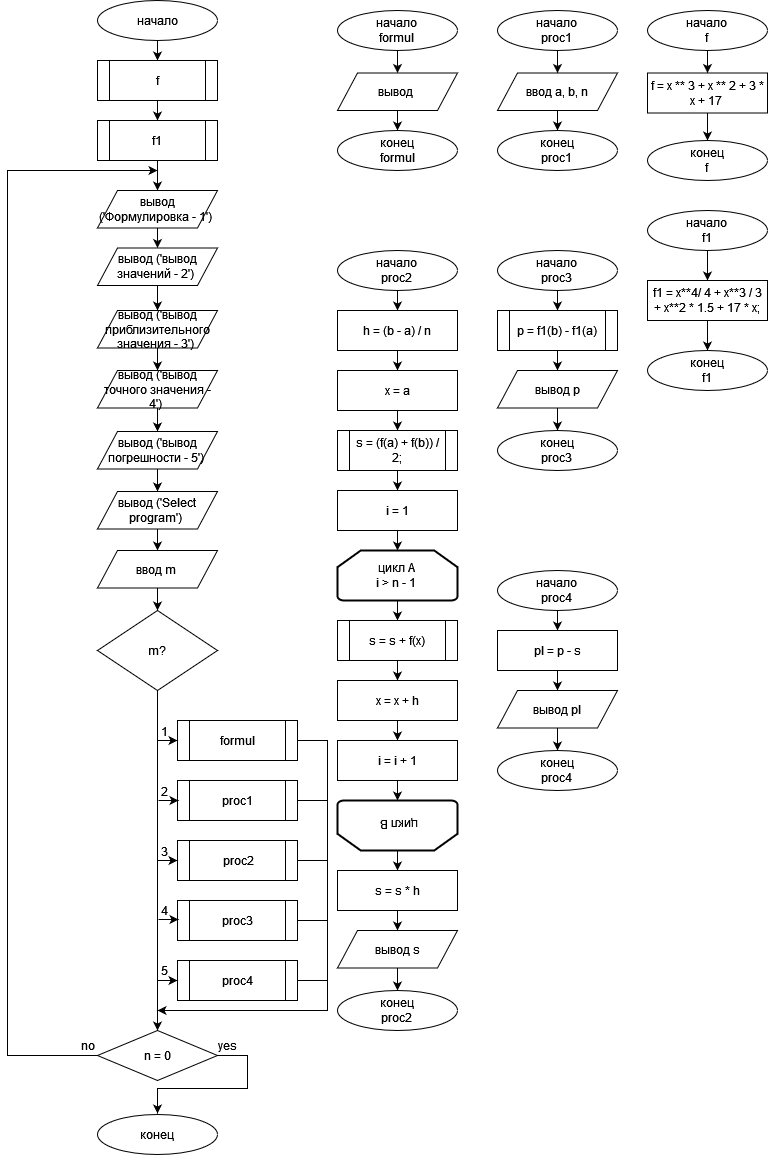 начало
f
f1
вывод
('Формулировка - 1')
вывод ('вывод
значений - 2')
вывод ('вывод
приблизительного
значения - 3')
вывод ('вывод
точного значения -
4')
вывод ('вывод
погрешности - 5')
вывод ('Select
program')
ввод m
m?
1
formul
2
proc1
3
proc2
4
proc3
5
proc4
n = 0
no
yes
конец
начало
formul
вывод
конец
formul
начало
proc1
ввод a, b, n
конец
proc1
начало
f
f = x ** 3 + x ** 2 + 3 *
x + 17
конец
f
начало
f1
f1 = x**4/ 4 + x**3 / 3
+ x**2 * 1.5 + 17 * x;
конец
f1
начало
proc2
h = (b - a) / n
x = a
s = (f(a) + f(b)) /
2;
i = 1
цикл A
i > n - 1
s = s + f(x)
x = x + h
i = i + 1
цикл B
s = s * h
вывод s
конец
proc2
начало
proc3
p = f1(b) - f1(a)
вывод p
конец
proc3
начало
proc4
pl = p - s
вывод pl
конец
proc4